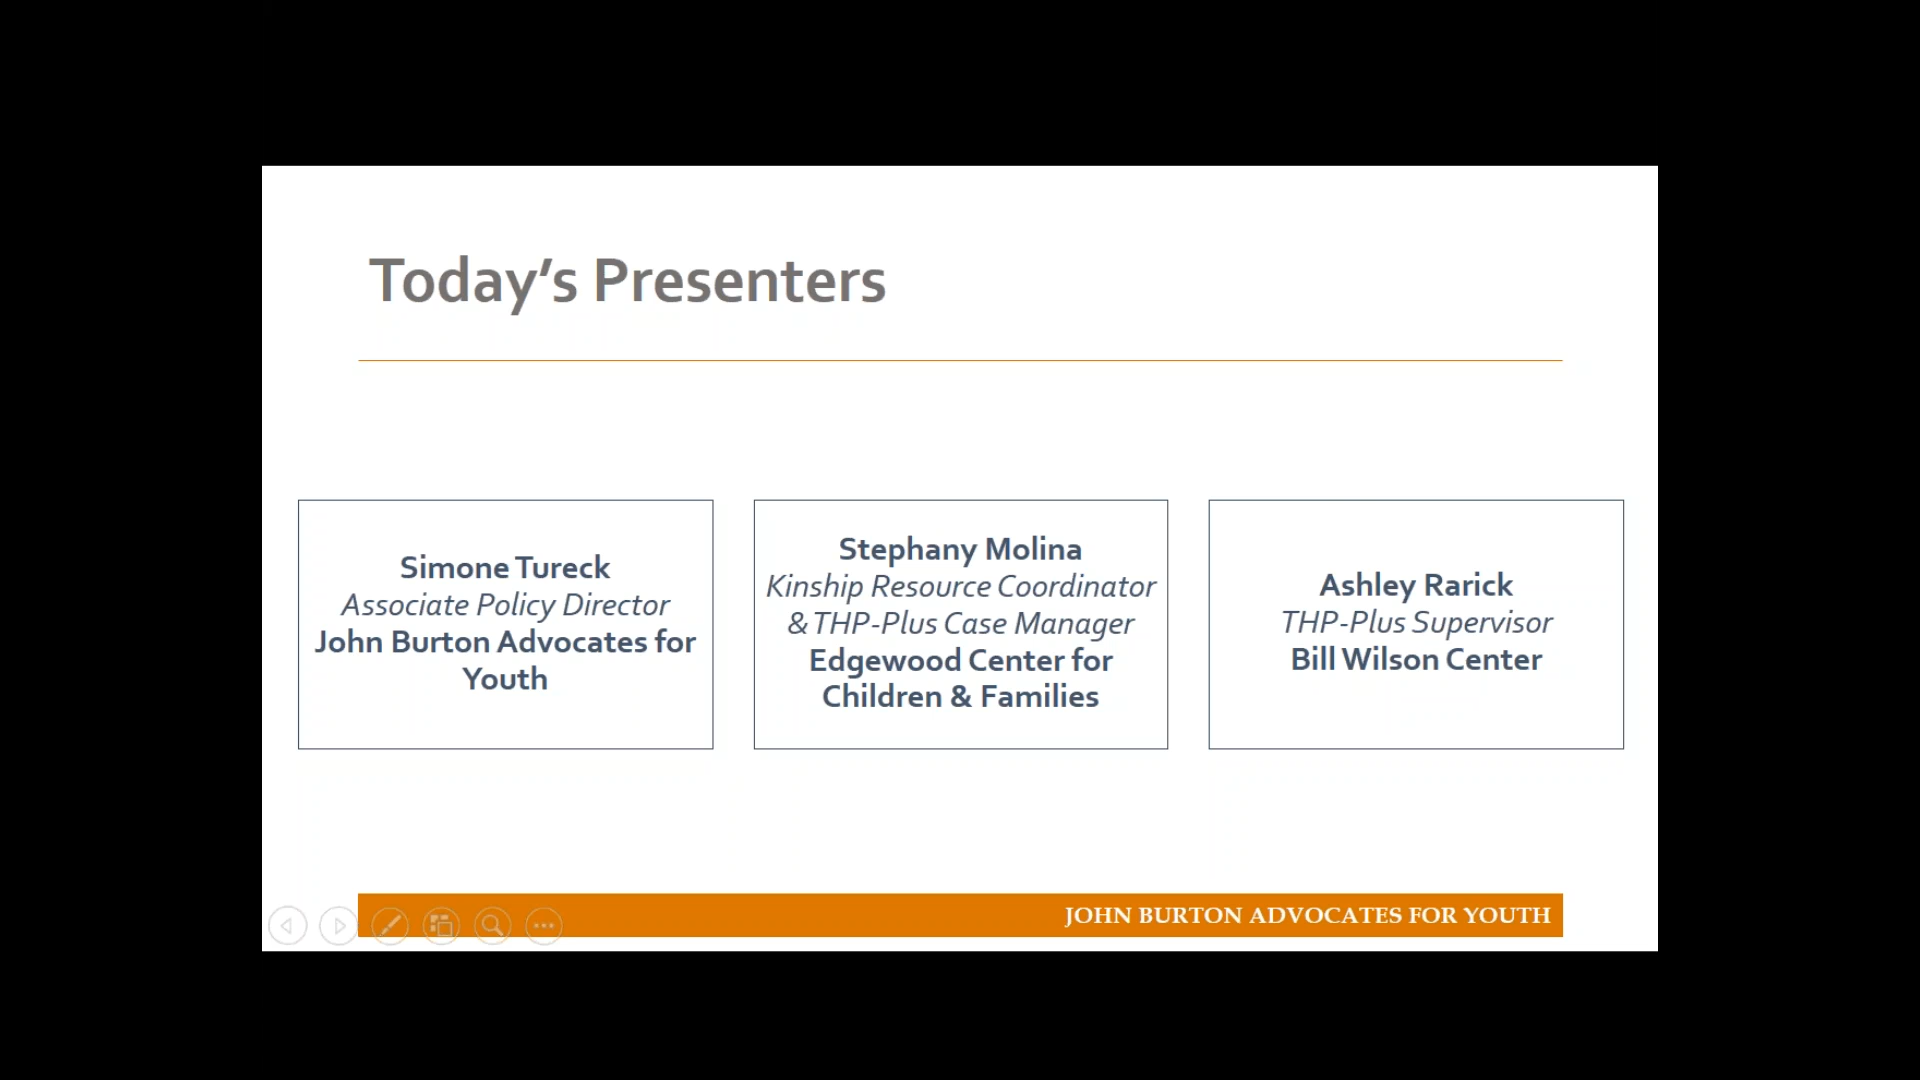 Today’s Presenters
Simone Tureck
Associate Policy Director
John Burton Advocates for
Youth
Stephany Molina
Kinship Resource Coordinator
& THP-Plus Case Manager
Edgewood Center for
Children & Families
Ashley Rarick
THP-Plus Supervisor
Bill Wilson Center
JOHN BURTON ADVOCATES FOR YOUTH